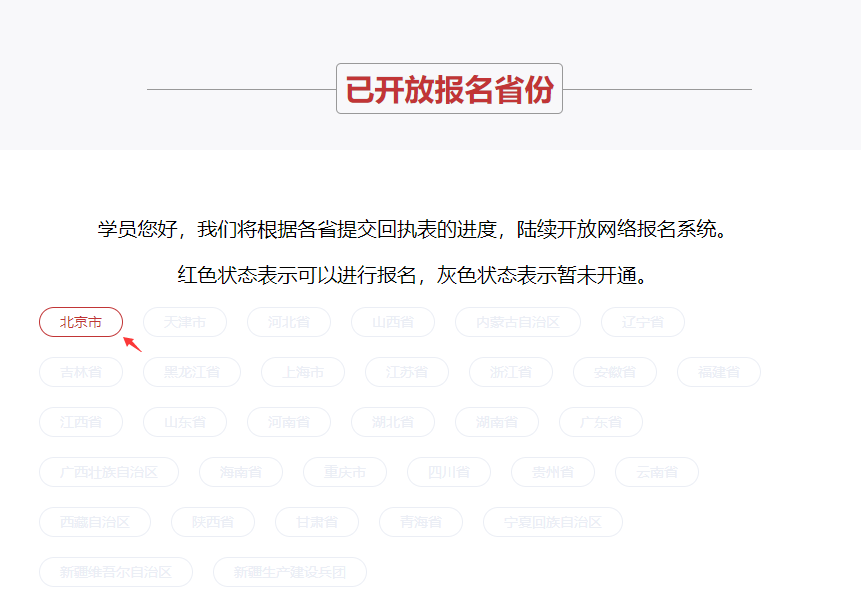 已开放报名省份
学员您好，我们将根据各省提交回执表的进度，陆续开放网络报名系统。
红色状态表示可以进行报名，灰色状态表示暂未开通。
北京市 天津市 河北省 山西省 内蒙古自治区 辽宁省
吉林省 黑龙江省 上海市 江苏省 浙江省 安徽省 福建省
江西省 山东省 河南省 湖北省 湖南省 广东省
广西壮族自治区 海南省 重庆市 四川省 贵州省 云南省
西藏自治区 陕西省 甘肃省 青海省 宁夏回族自治区
新疆维吾尔自治区 新疆生产建设兵团